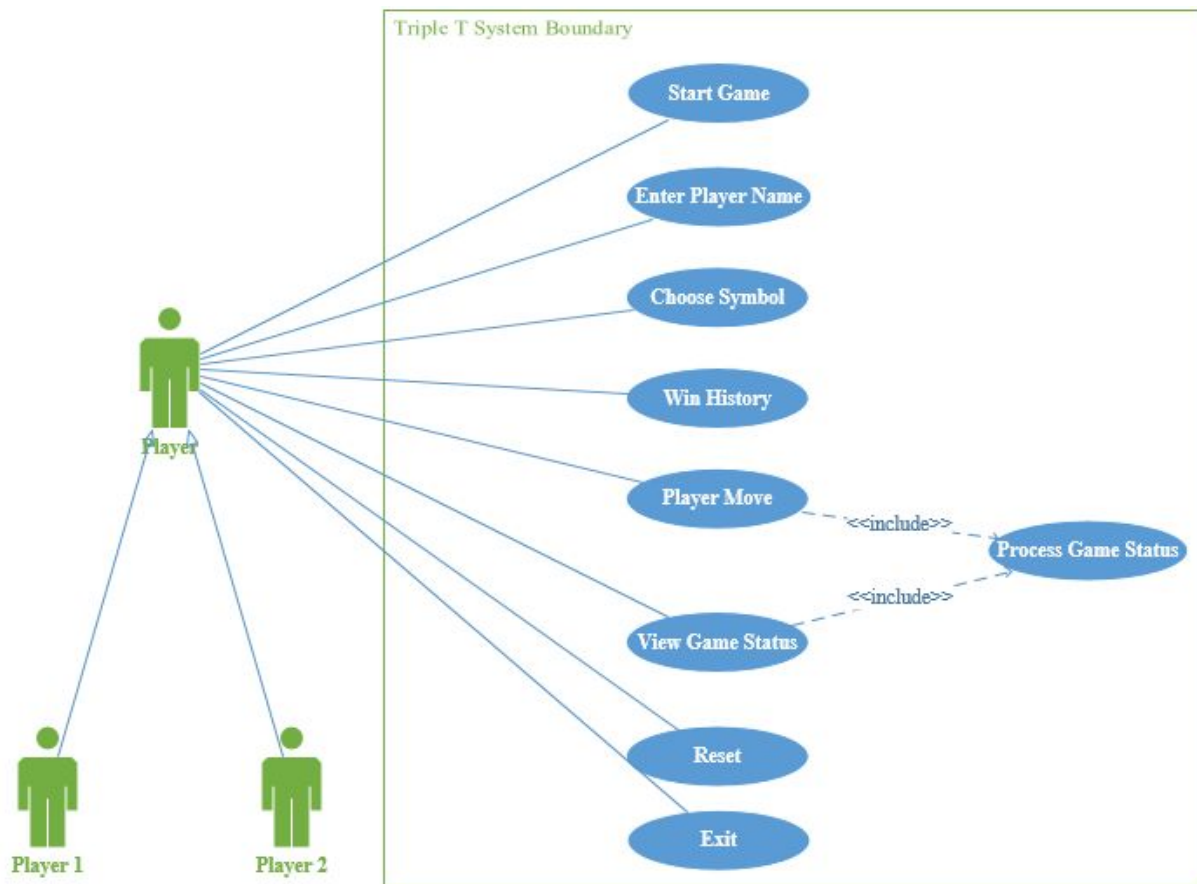 Triple T System Boundary
Start Game
Enter Player Name
Choose Symbol
Win History
Player
Player Move
<<include>>
Process Game Status
<<include>>
View Game Status
Reset
Exit
Player 1
Player 2